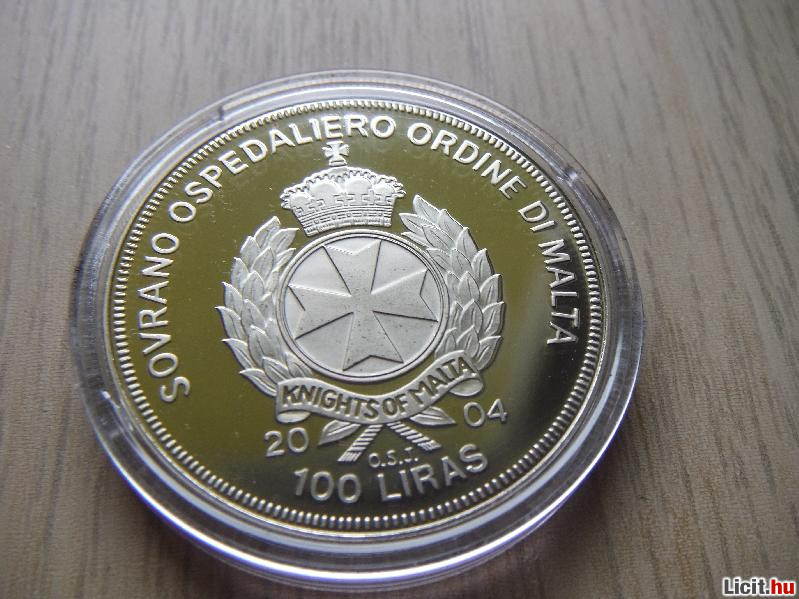 SOVRANO OSPEDALIERO ORDINE DI MALTA
KNIGHTS OF MALTA
20 04
O.S.J.
100 LIRAS
Licit.hu